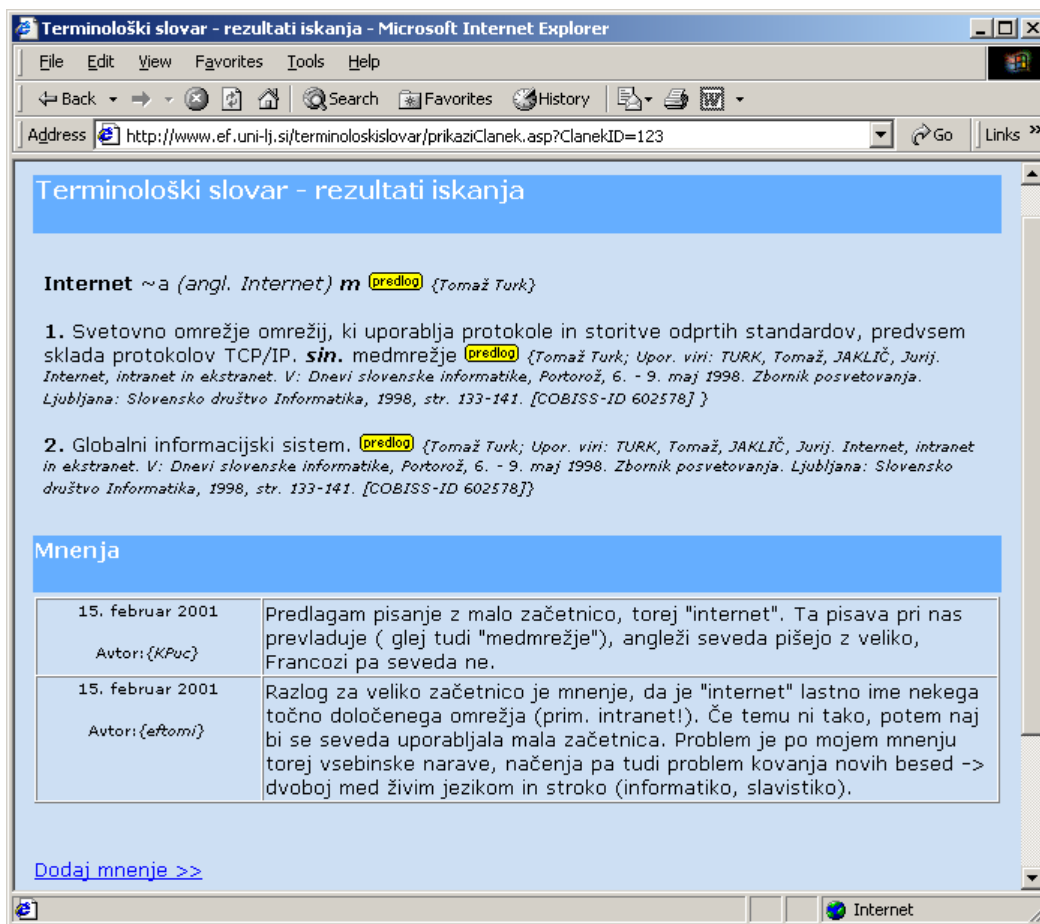 Terminološki slovar - rezultati iskanja - Microsoft Internet Explorer
File Edit View Favorites Tools Help
Back Search Favorites History
Address http://www.ef.uni-lj.si/terminoloskislovar/prikaziClanek.asp?ClanekID=123 Go Links »
Terminološki slovar - rezultati iskanja
Internet ~a (angl. Internet) m predlog {Tomaž Turk}
1. Svetovno omrežje omrežij, ki uporablja protokole in storitve odprtih standardov, predvsem
sklada protokolov TCP/IP. sin. medmrežje predlog {Tomaž Turk; Upor. viri: TURK, Tomaž, JAKLIČ, Jurij.
Internet, intranet in ekstranet. V: Dnevi slovenske informatike, Portorož, 6. - 9. maj 1998. Zbornik posvetovanja.
Ljubljana: Slovensko društvo Informatika, 1998, str. 133-141. [COBISS-ID 602578] }
2. Globalni informacijski sistem. predlog {Tomaž Turk; Upor. viri: TURK, Tomaž, JAKLIČ, Jurij. Internet, intranet
in ekstranet. V: Dnevi slovenske informatike, Portorož, 6. - 9. maj 1998. Zbornik posvetovanja. Ljubljana: Slovensko
društvo Informatika, 1998, str. 133-141. [COBISS-ID 602578]}
Mnenja
15. februar 2001
Avtor:{KPuc}
Predlagam pisanje z malo začetnico, torej "internet". Ta pisava pri nas
prevladuje ( glej tudi "medmrežje"), angleži seveda pišejo z veliko,
Francozi pa seveda ne.
15. februar 2001
Avtor:{eftomi}
Razlog za veliko začetnico je mnenje, da je "internet" lastno ime nekega
točno določenega omrežja (prim. intranet!). Če temu ni tako, potem naj
bi se seveda uporabljala mala začetnica. Problem je po mojem mnenju
torej vsebinske narave, načenja pa tudi problem kovanja novih besed ->
dvoboj med živim jezikom in stroko (informatiko, slavistiko).
Dodaj mnenje >>
Internet